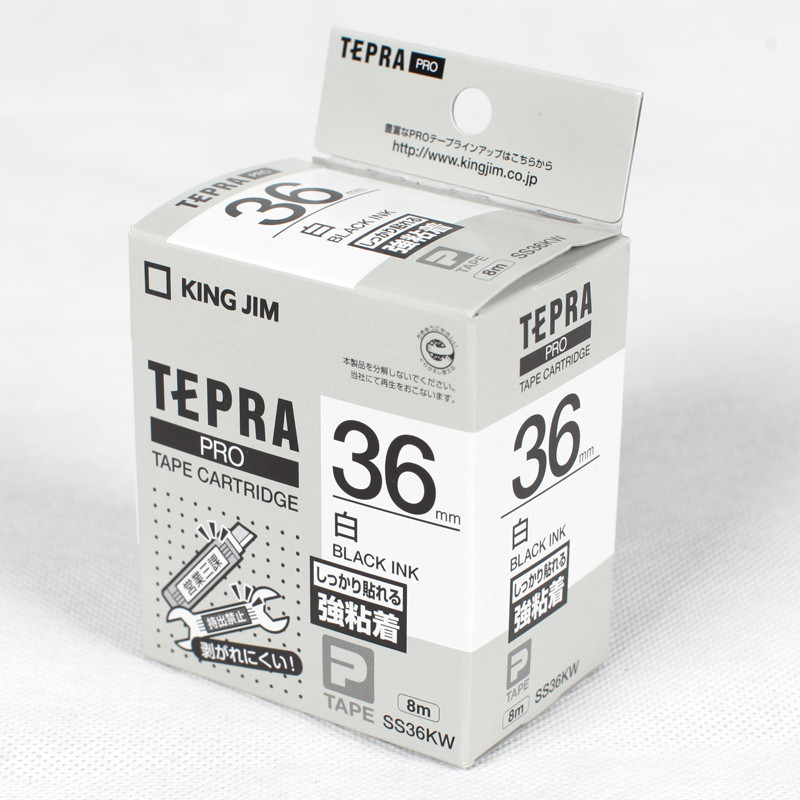 TEPRA PRO
豊富なPROテープラインアップはこちらから
http://www.kingjim.co.jp
TEPRA PRO
36 mm
白
BLACK INK
しっかり貼れる
強粘着
P
TAPE
8m
SS36KW
KING JIM
本製品を分解しないでください。
当社にて再生をおこないます。
TEPRA
PRO
TAPE CARTRIDGE
36 mm
白
BLACK INK
しっかり貼れる
強粘着
持出禁止
剥がれにくい!
P
TAPE
8m
SS36KW
TEPRA
PRO
TAPE CARTRIDGE
36 mm
白
BLACK INK
しっかり貼れる
強粘着
P
TAPE
8m
SS36KW